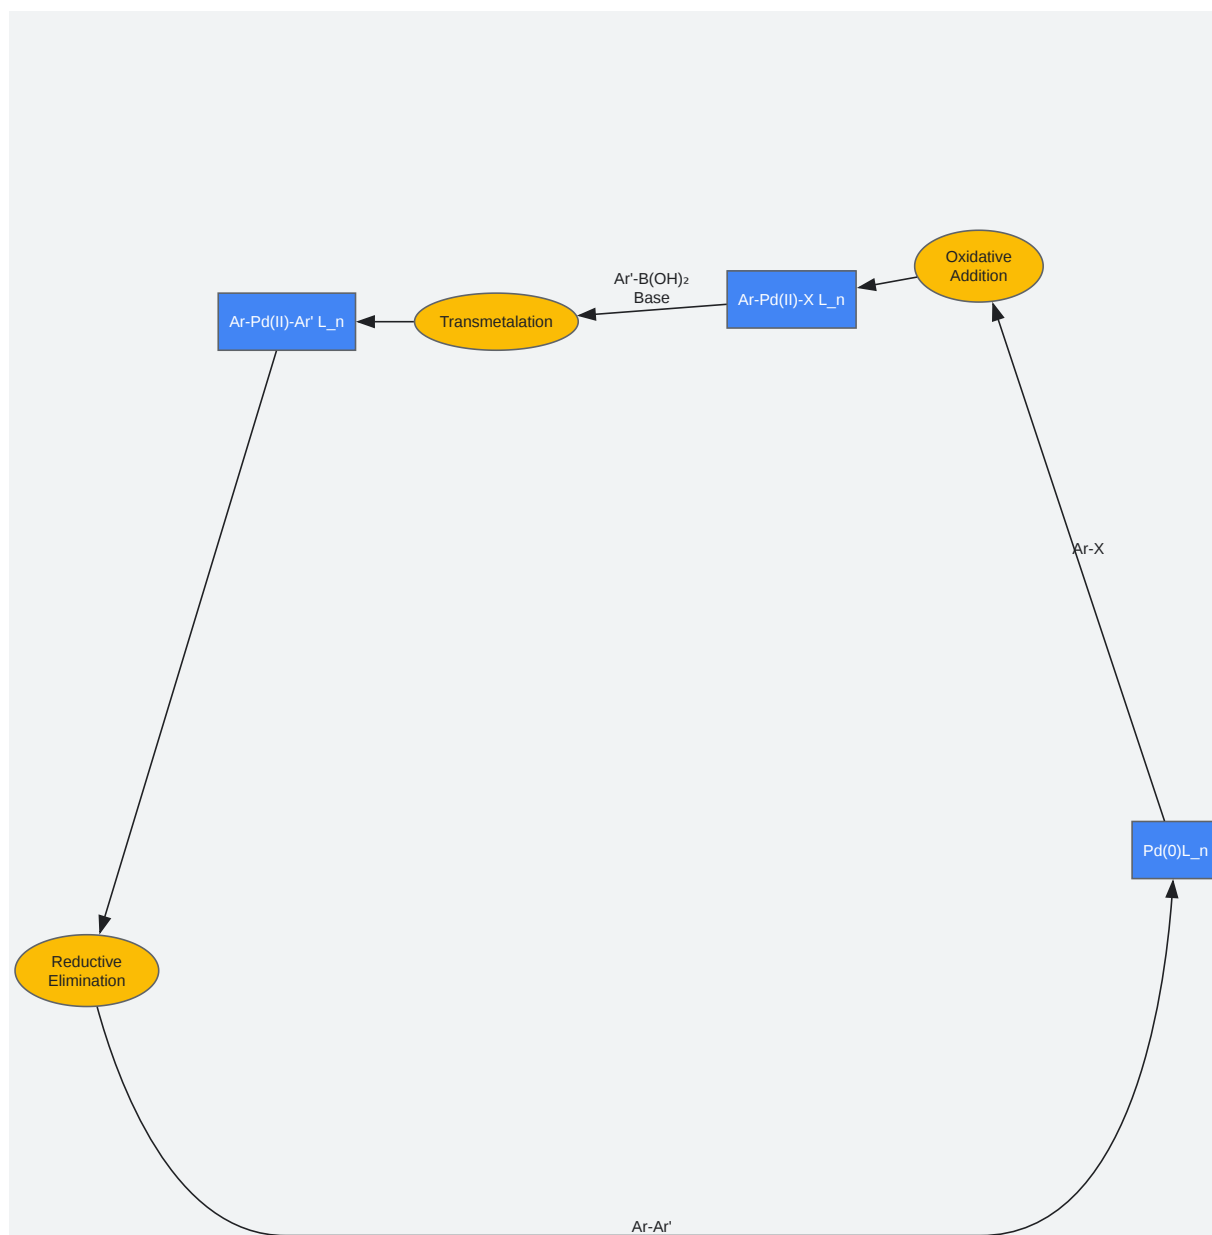 Oxidative
Addition
Ar'-B(OH)₂
Base
Ar-Pd(II)-X L_n
Ar-Pd(II)-Ar' L_n
Transmetalation
Ar-X
Pd(0)L_n
Reductive
Elimination
Ar-Ar'